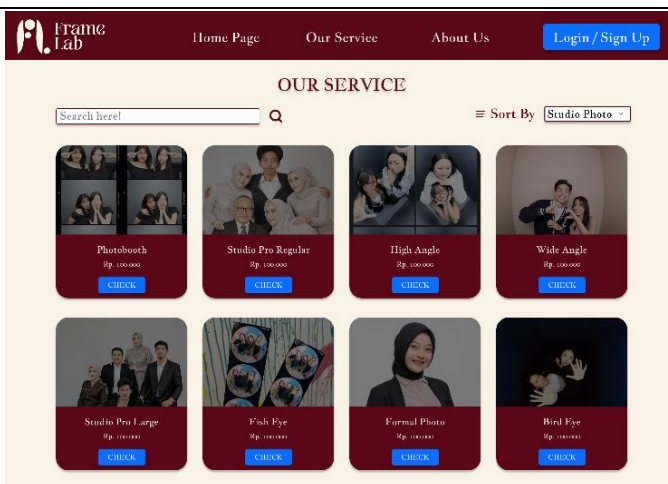 Frame
Lab
Home Page
Our Service
About Us
Login / Sign Up
OUR SERVICE
Search here!
Sort By
Studio Photo
Photobooth
Studio Pro Regular
High Angle
Wide Angle
Rp. 100.000
Rp. 100.000
Rp. 100.000
Rp. 100.000
CHECK
CHECK
CHECK
CHECK
Studio Pro Large
Fish Eye
Formal Photo
Bird Eye
Rp. 100.000
Rp. 100.000
Rp. 100.000
Rp. 100.000
CHECK
CHECK
CHECK
CHECK